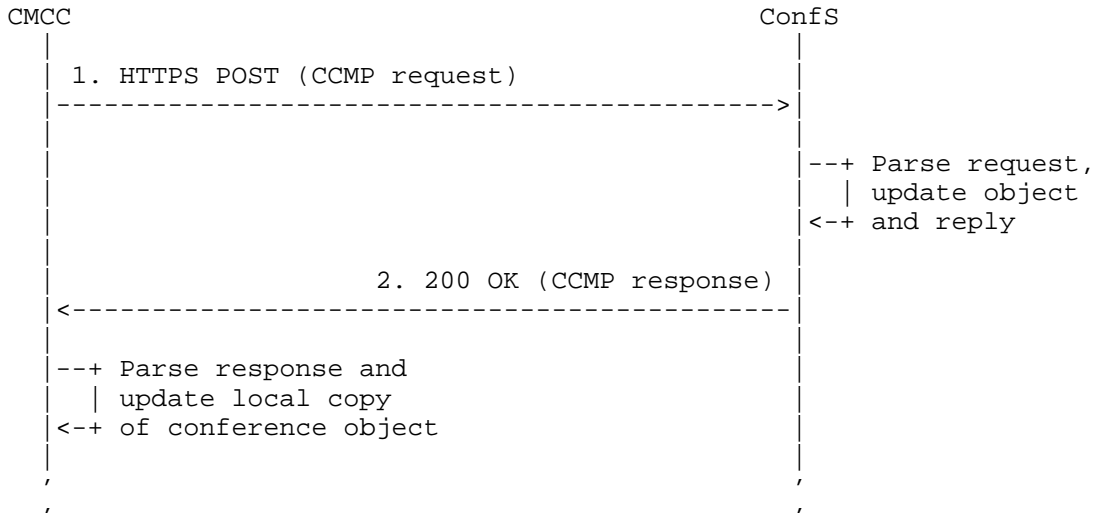 CMCC ConfS
1. HTTPS POST (CCMP request)
Parse request,
update object
and reply
2. 200 OK (CCMP response)
Parse response and
update local copy
of conference object